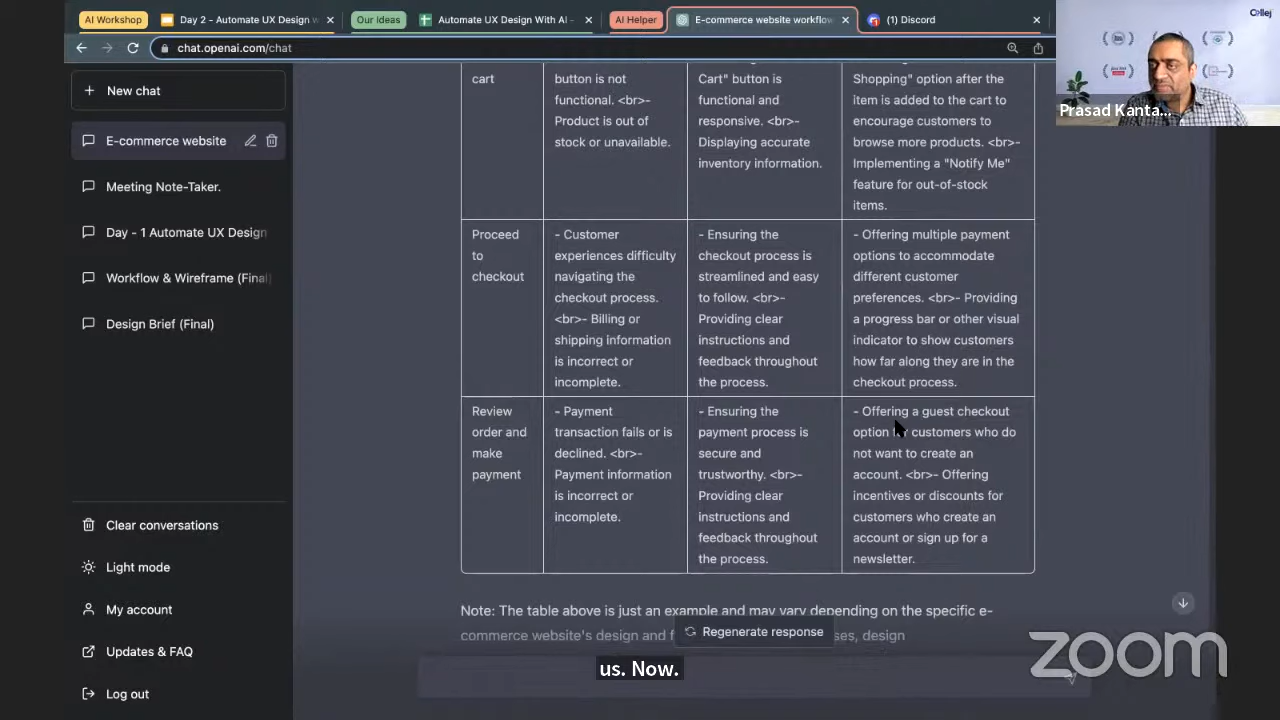 AI Workshop
Day 2 - Automate UX Design w
Our Ideas
Automate UX Design With Ai -
AI Helper
E-commerce website workflow
(1) Discord
chat.openai.com/chat
Prasad Kanta...
New chat
E-commerce website
Meeting Note-Taker.
Day - 1 Automate UX Design
Workflow & Wireframe (Final)
Design Brief (Final)
Clear conversations
Light mode
My account
Updates & FAQ
Log out
cart
button is not
functional. <br>-
Product is out of
stock or unavailable.
Cart" button is
functional and
responsive. <br>-
Displaying accurate
inventory information.
Shopping" option after the
item is added to the cart to
encourage customers to
browse more products. <br>-
Implementing a "Notify Me"
feature for out-of-stock
items.
Proceed
to
checkout
- Customer
experiences difficulty
navigating the
checkout process.
<br>- Billing or
shipping information
is incorrect or
incomplete.
- Ensuring the
checkout process is
streamlined and easy
to follow. <br>-
Providing clear
instructions and
feedback throughout
the process.
- Offering multiple payment
options to accommodate
different customer
preferences. <br>- Providing
a progress bar or other visual
indicator to show customers
how far along they are in the
checkout process.
Review
order and
make
payment
- Payment
transaction fails or is
declined. <br>-
Payment information
is incorrect or
incomplete.
- Ensuring the
payment process is
secure and
trustworthy. <br>-
Providing clear
instructions and
feedback throughout
the process.
- Offering a guest checkout
option for customers who do
not want to create an
account. <br>- Offering
incentives or discounts for
customers who create an
account or sign up for a
newsletter.
Note: The table above is just an example and may vary depending on the specific e-
commerce website's design and f ses, design
Regenerate response
us. Now.
zoom